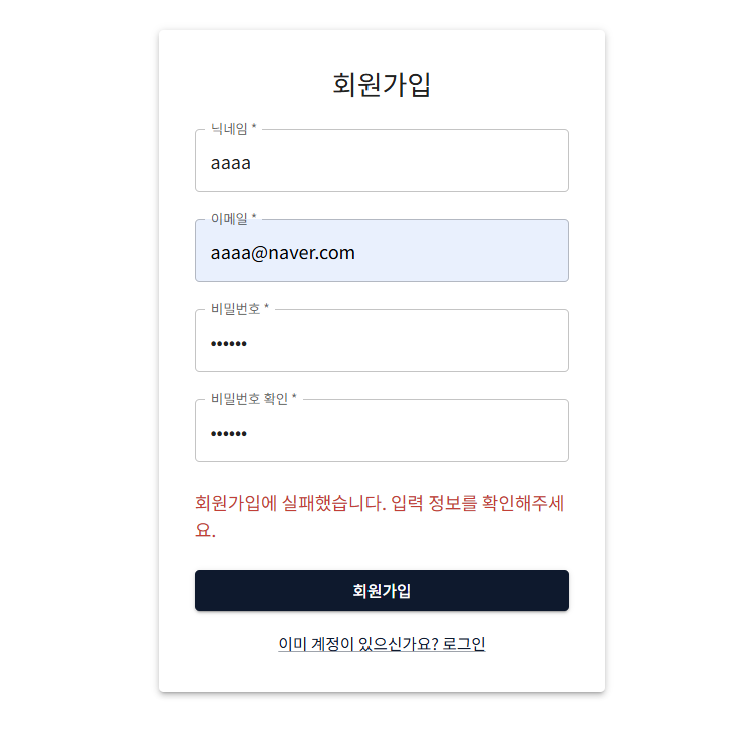 회원가입
닉네임 *
aaaa
이메일 *
aaaa@naver.com
비밀번호 *
••••••
비밀번호 확인 *
••••••
회원가입에 실패했습니다. 입력 정보를 확인해주세
요.
회원가입
이미 계정이 있으신가요? 로그인